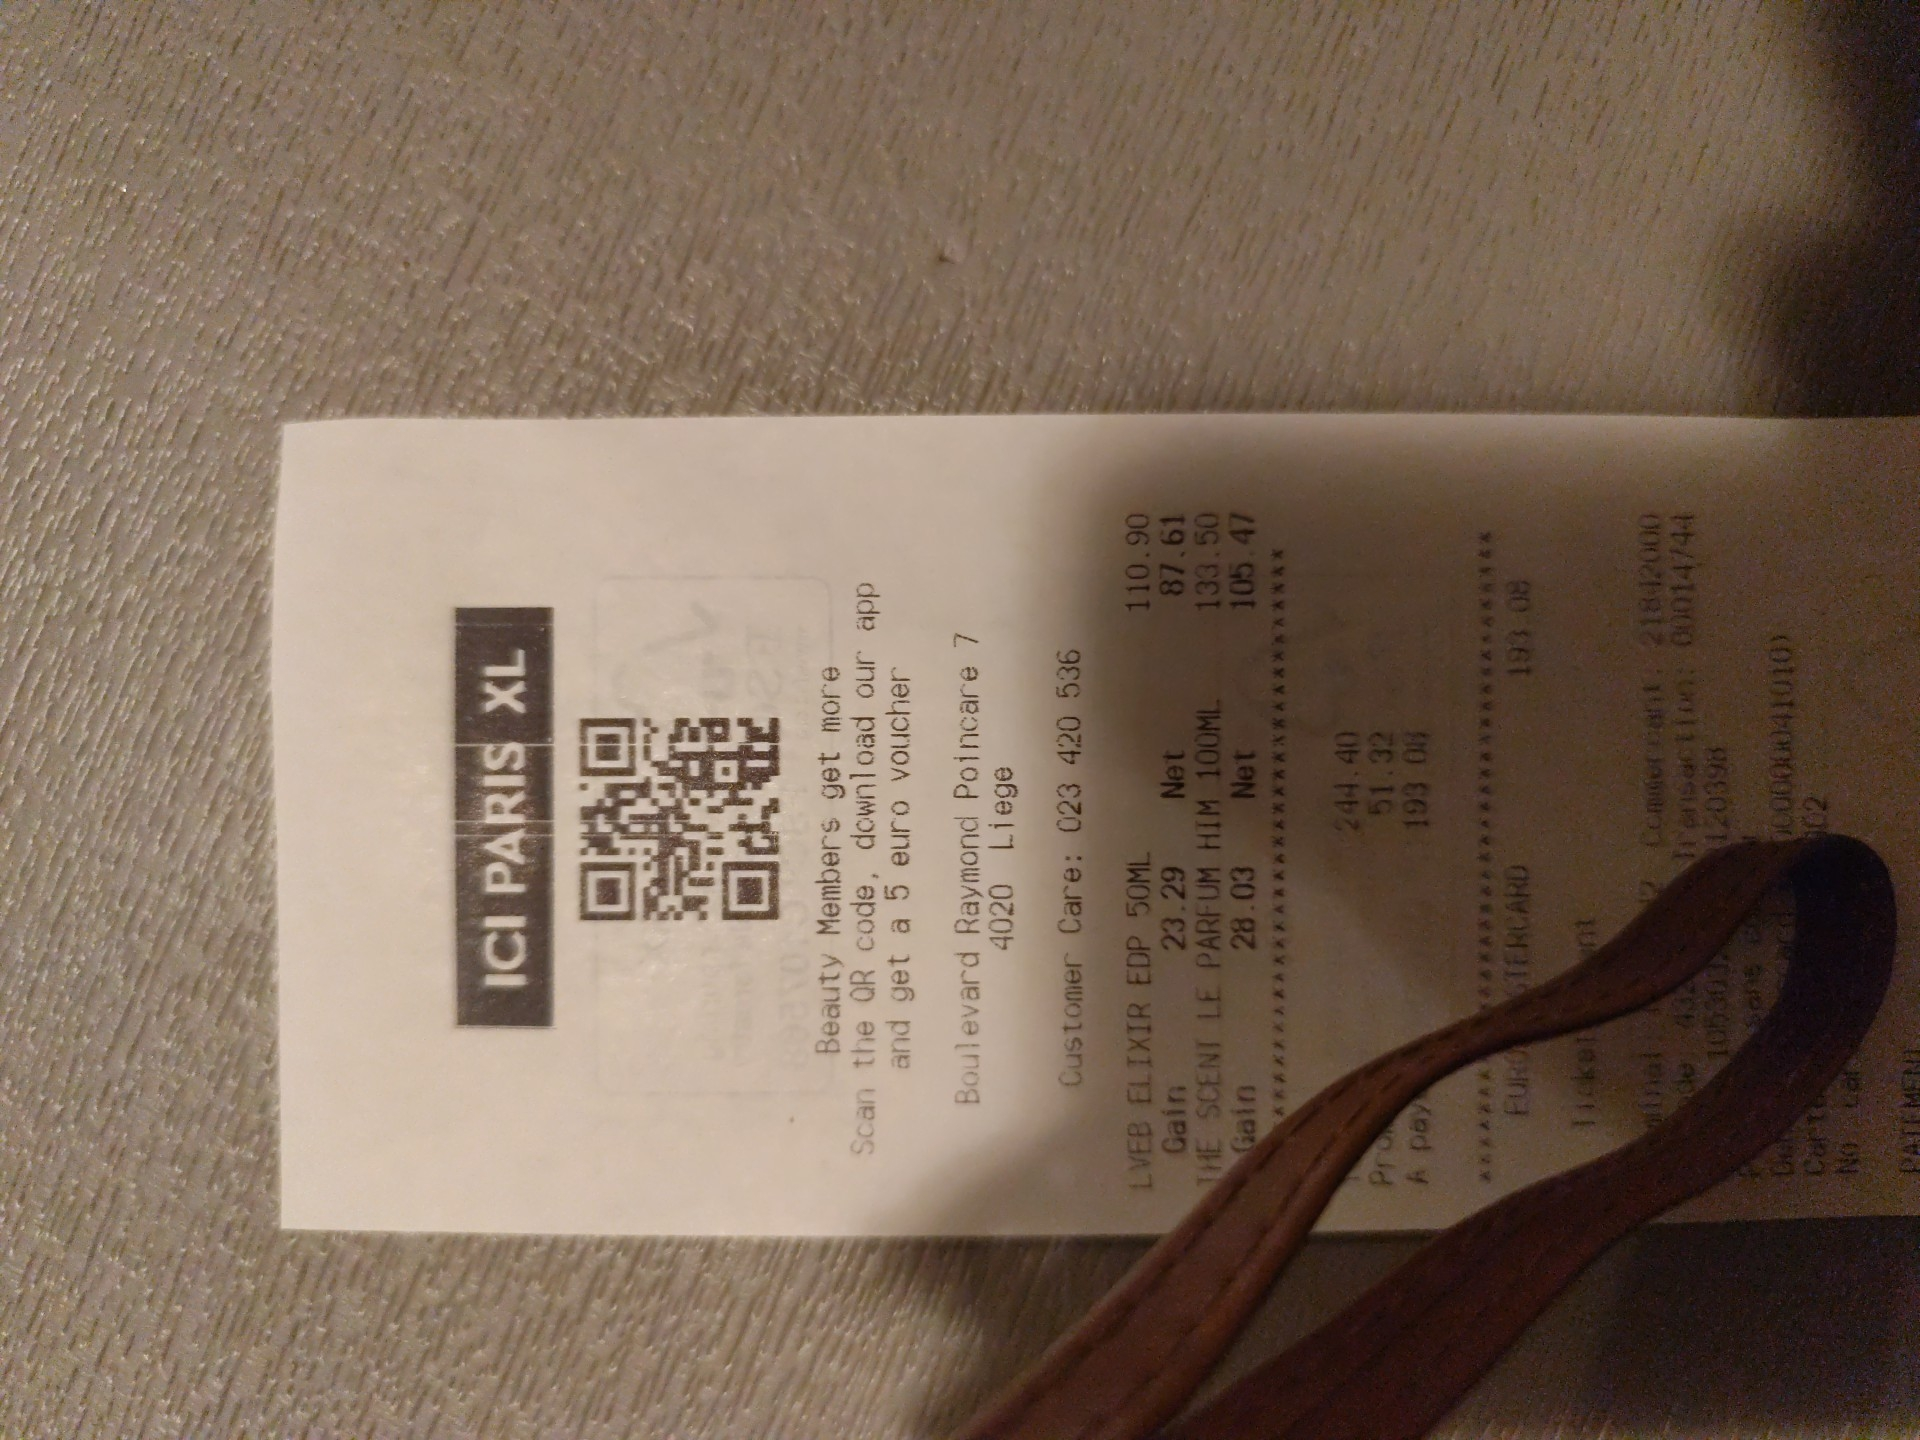 ICI PARIS XL
Beauty Members get more
Scan the QR code, download our app
and get a 5 euro voucher
Boulevard Raymond Poincare 7
4020 Liege
Customer Care: 023 420 536
LVEB ELIXIR EDP 50ML 110.90
Gain 23.29 Net 87.61
THE SCENT LE PARFUM HIM 100ML 133.50
Gain 28.03 Net 105.47
****************************************
244.40
51.32
A 193.08
****************************************
193.08
Commercant: 21842000
Transaction: 00014744
No
PAIEMENT